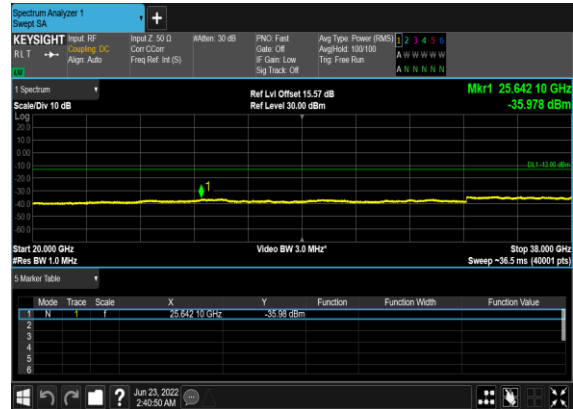 Spectrum Analyzer 1
Swept SA
+
KEYSIGHT Input: RF Input Z: 50 Ω #Atten: 30 dB PNO: Fast Avg Type: Power (RMS) 1 2 3 4 5 6
RLT Coupling: DC Corr CCorr Gate: Off Avg|Hold: 100/100 A W W W W W
Align: Auto Freq Ref: Int (S) IF Gain: Low Trig: Free Run
Sig Track: Off A N N N N N
1 Spectrum Ref Lvl Offset 15.57 dB Mkr1 25.642 10 GHz
Scale/Div 10 dB Ref Level 30.00 dBm -35.978 dBm
Log
20.0
10.0
0.00
-10.0 DL1 -13.00 dBm
-20.0
-30.0
1
-40.0
-50.0
-60.0
Start 20.000 GHz Video BW 3.0 MHz* Stop 38.000 GHz
#Res BW 1.0 MHz Sweep ~36.5 ms (40001 pts)
5 Marker Table
Mode Trace Scale X Y Function Function Width Function Value
1 N 1 f 25.642 10 GHz -35.98 dBm
2
3
4
5
6
? Jun 23, 2022
2:40:50 AM